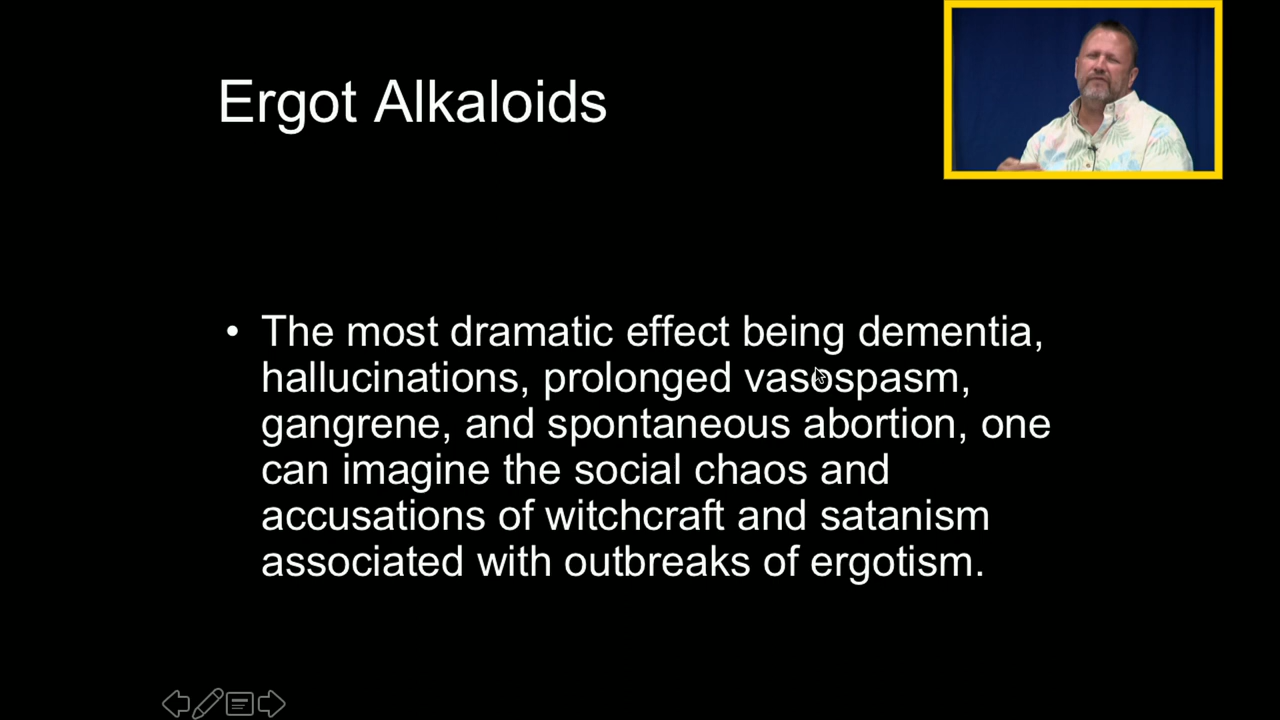 Ergot Alkaloids
• The most dramatic effect being dementia,
hallucinations, prolonged vasospasm,
gangrene, and spontaneous abortion, one
can imagine the social chaos and
accusations of witchcraft and satanism
associated with outbreaks of ergotism.